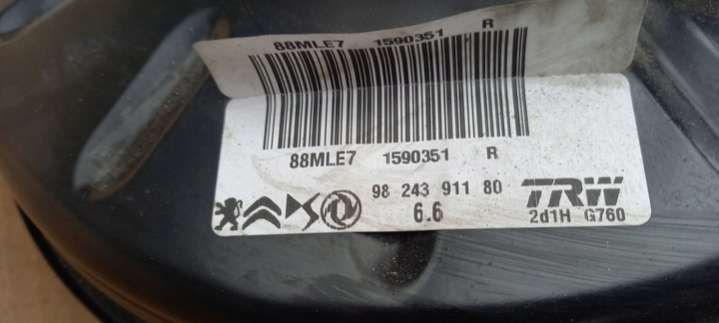 88MLE7 1590351 R
88MLE7 1590351 R
98 243 911 80 TRW
6.6 2d1H G760